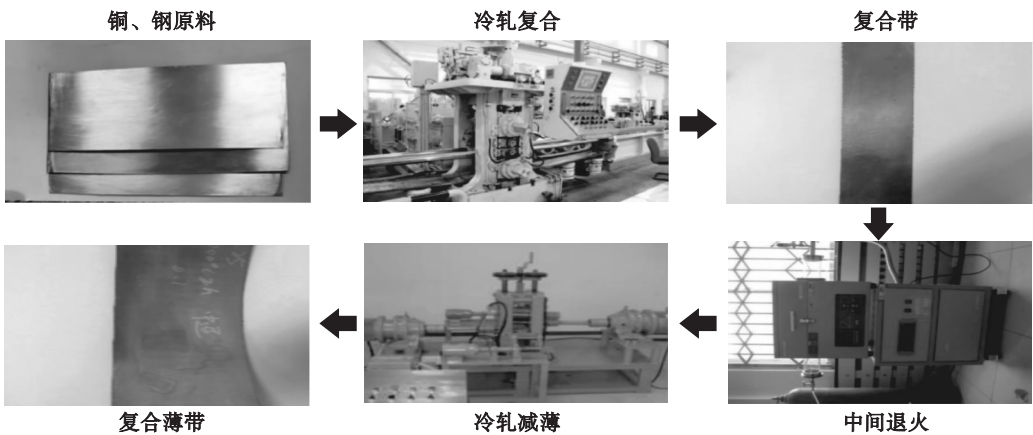 铜、钢原料
冷轧复合
复合带
中间退火
冷轧减薄
复合薄带